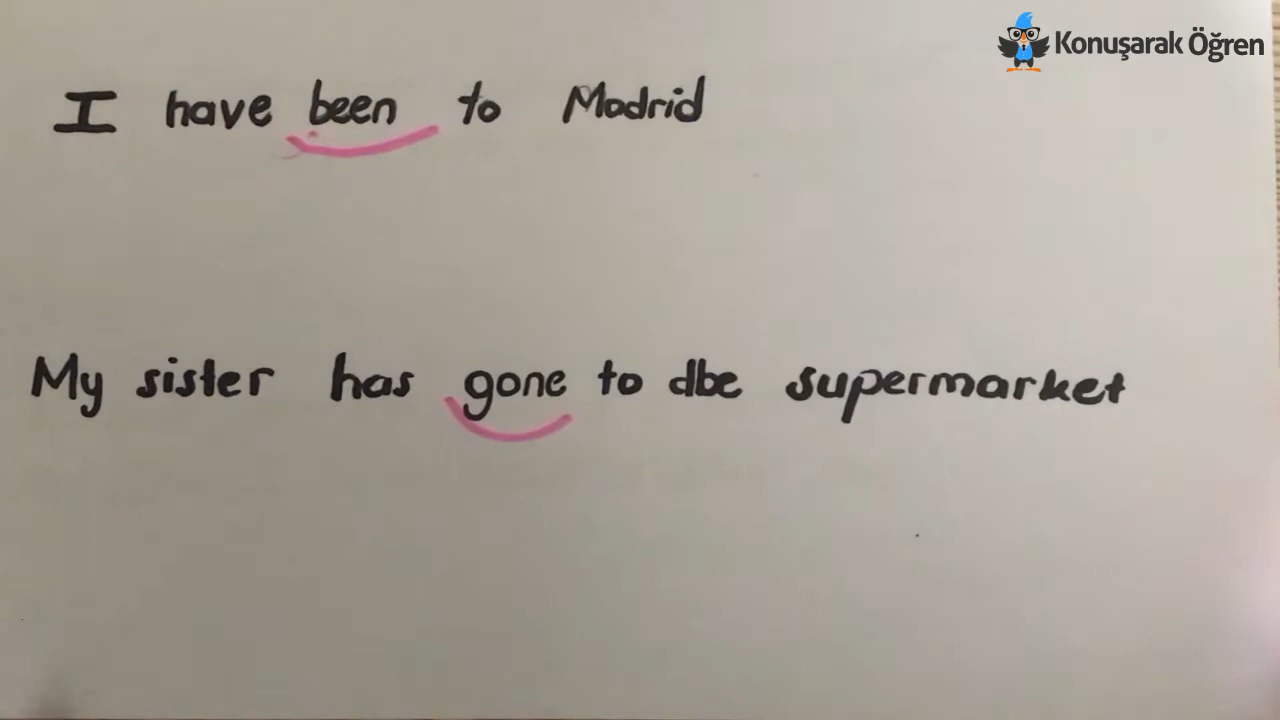 Konuşarak Öğren
I have been to Madrid
My sister has gone to dbe supermarket